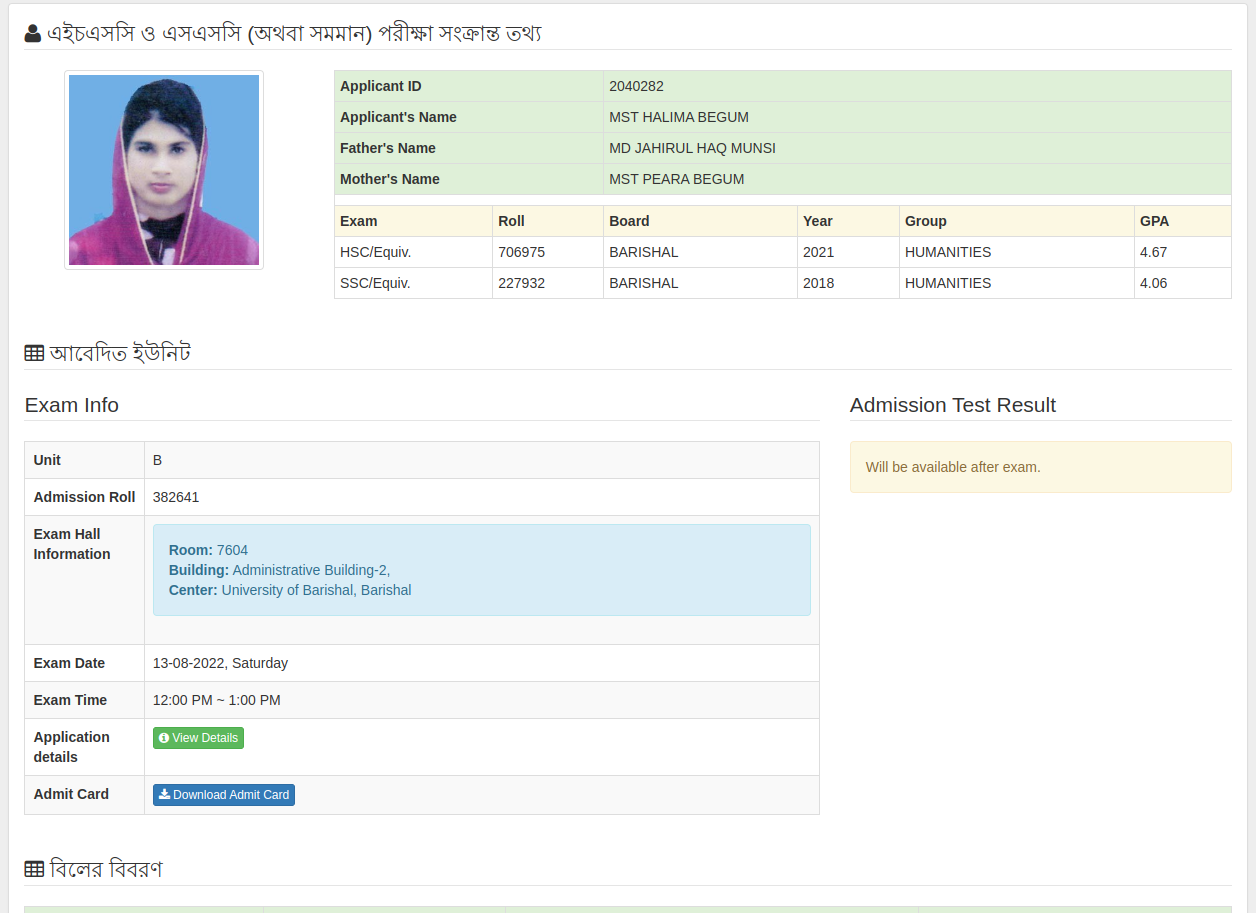 এইচএসসি ও এসএসসি (অথবা সমমান) পরীক্ষা সংক্রান্ত তথ্য
Applicant ID 2040282
Applicant's Name MST HALIMA BEGUM
Father's Name MD JAHIRUL HAQ MUNSI
Mother's Name MST PEARA BEGUM
Exam Roll Board Year Group GPA
HSC/Equiv. 706975 BARISHAL 2021 HUMANITIES 4.67
SSC/Equiv. 227932 BARISHAL 2018 HUMANITIES 4.06
আবেদিত ইউনিট
Exam Info
Unit B
Admission Roll 382641
Exam Hall Information
Room: 7604
Building: Administrative Building-2,
Center: University of Barishal, Barishal
Exam Date 13-08-2022, Saturday
Exam Time 12:00 PM ~ 1:00 PM
Application details View Details
Admit Card Download Admit Card
Admission Test Result
Will be available after exam.
বিলের বিবরণ